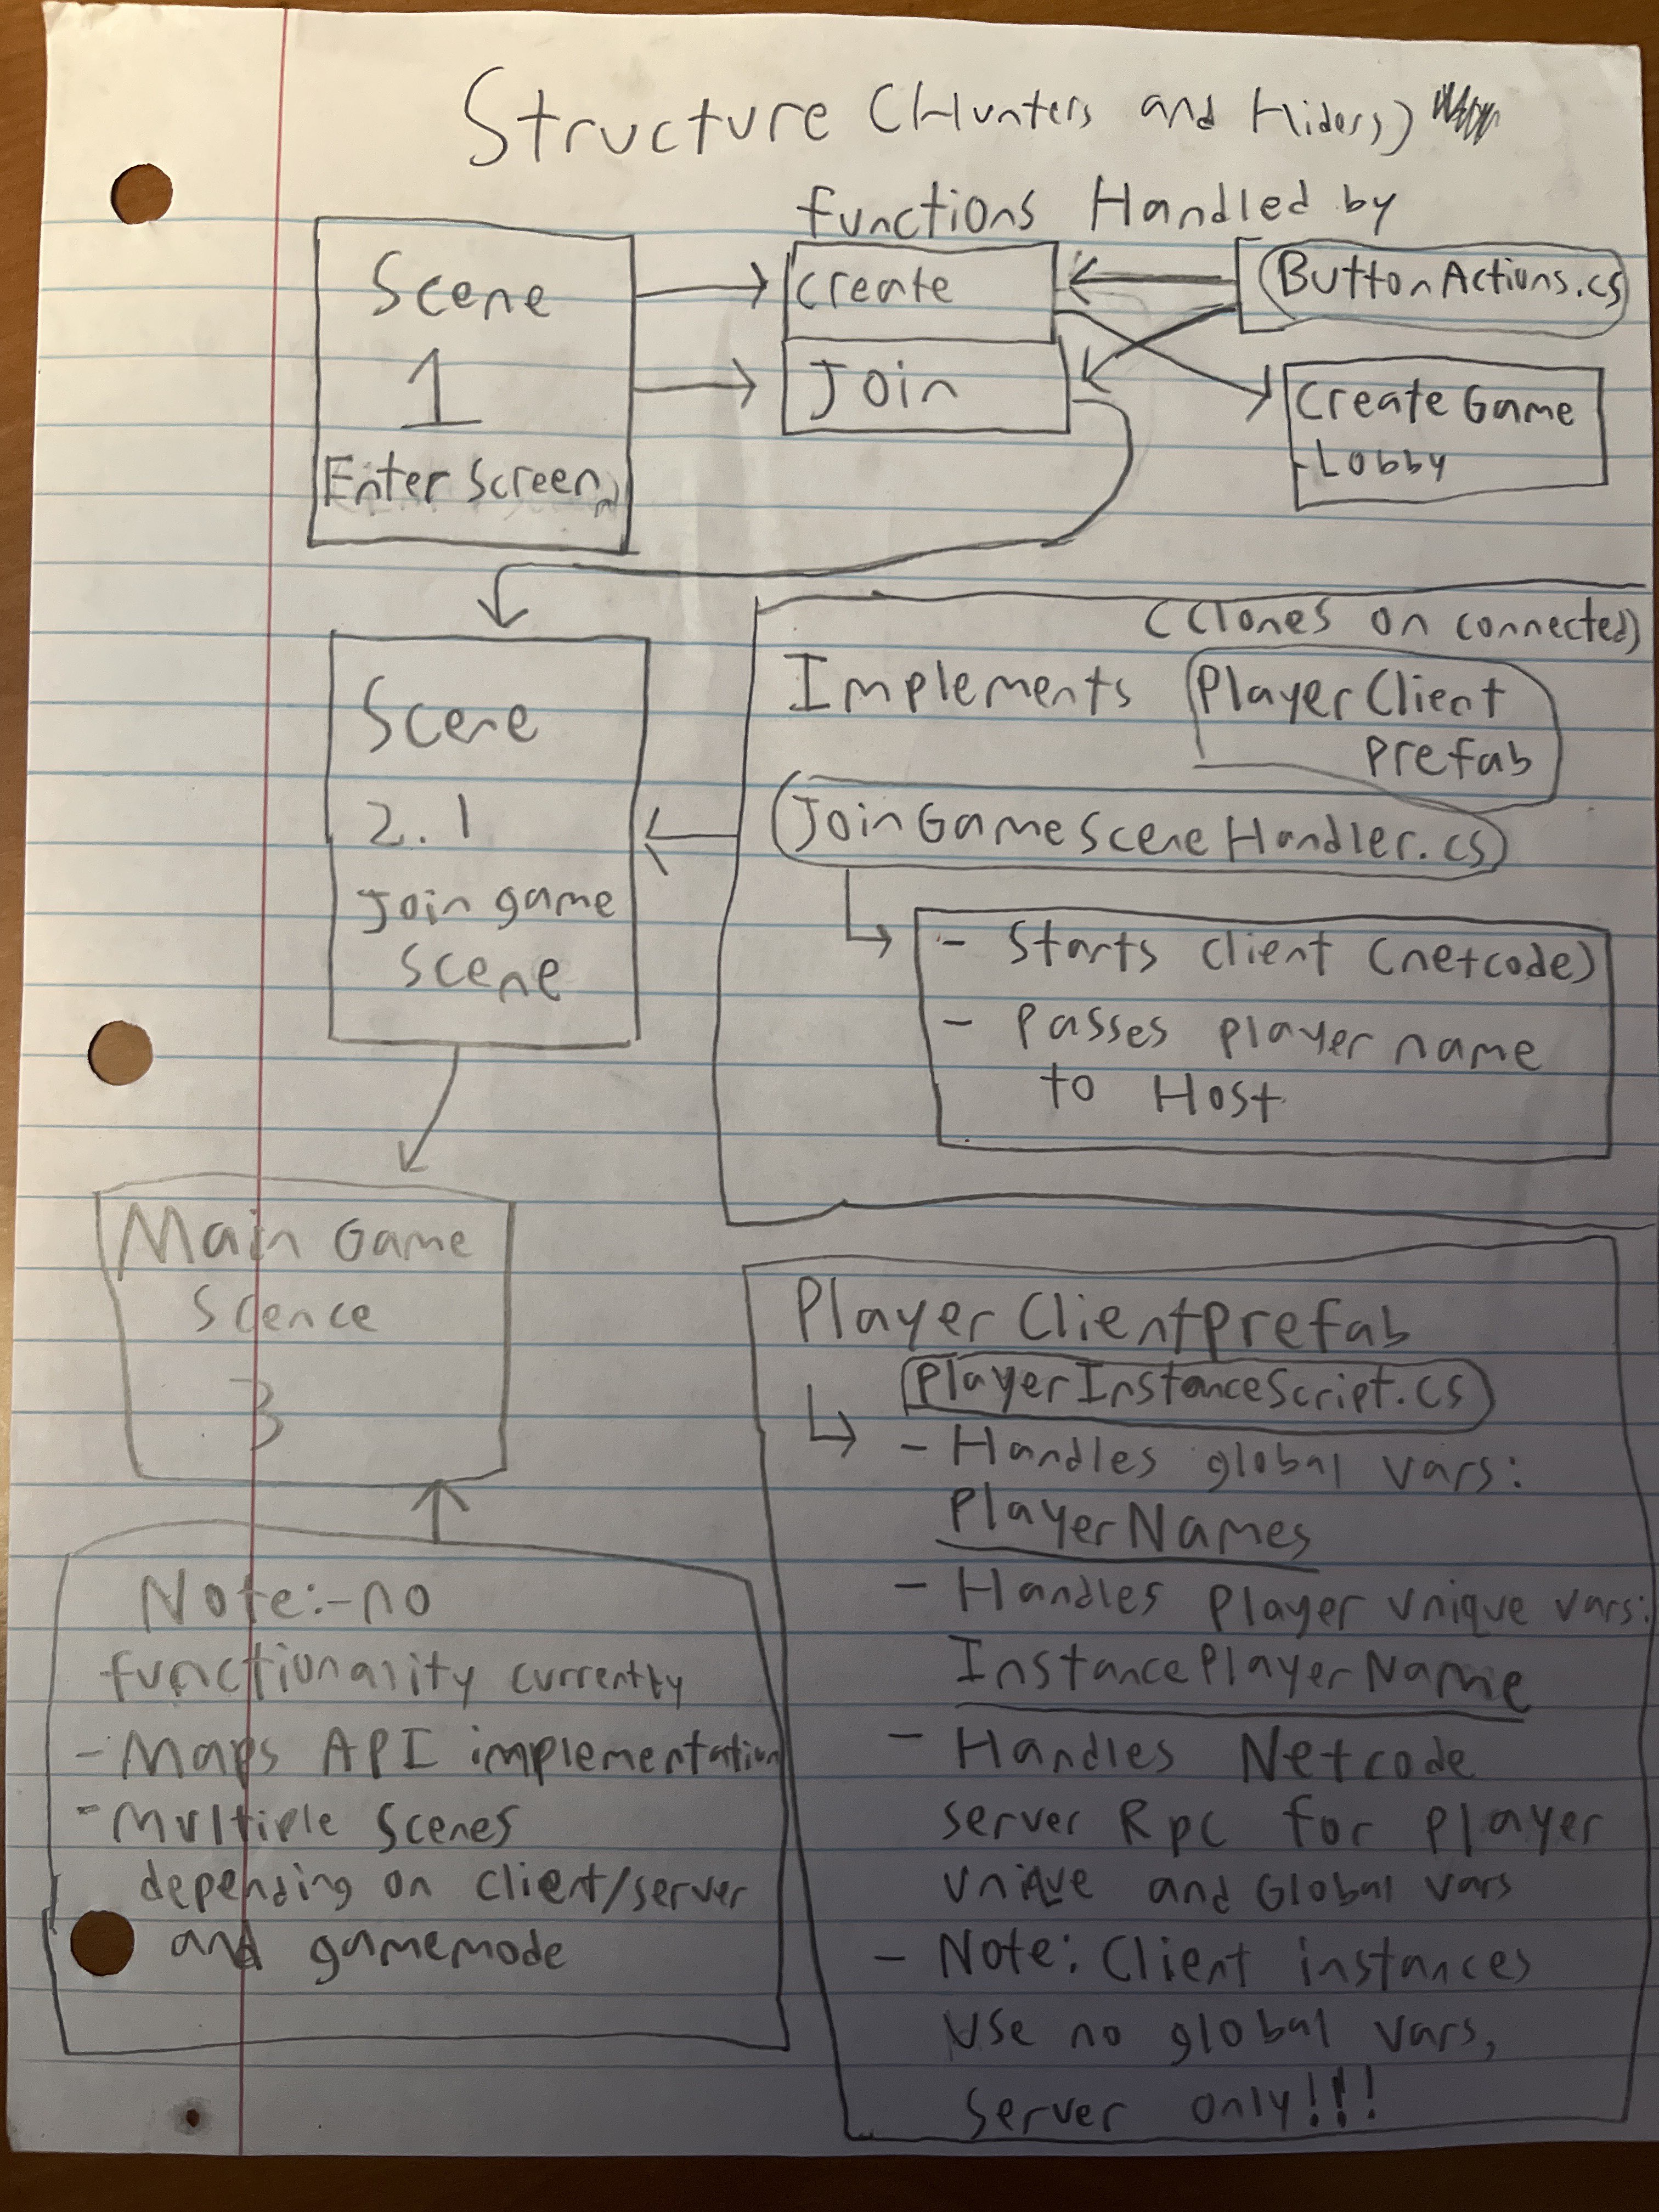 Structure (Hunters and Hiders)
functions Handled by
Scene
1
Enter Screen
create
Join
(ButtonActions.cs)
Create Game
- Lobby
(Clones on connected)
Implements PlayerClient
Prefab
(JoinGameSceneHandler.cs)
- Starts client (netcode)
- Passes player name
to Host
Scene
2.1
Join game
scene
Main Game
Scence
3
Note:-no
functionality currently
- Maps API implementation
- Multiple Scenes
depending on client/server
and gamemode
PlayerClientPrefab
PlayerInstanceScript.cs
- Handles global vars:
PlayerNames
- Handles Player unique vars:
InstancePlayerName
- Handles Netcode
server Rpc for Player
unique and Global vars
- Note: Client instances
use no global vars,
Server only!!!